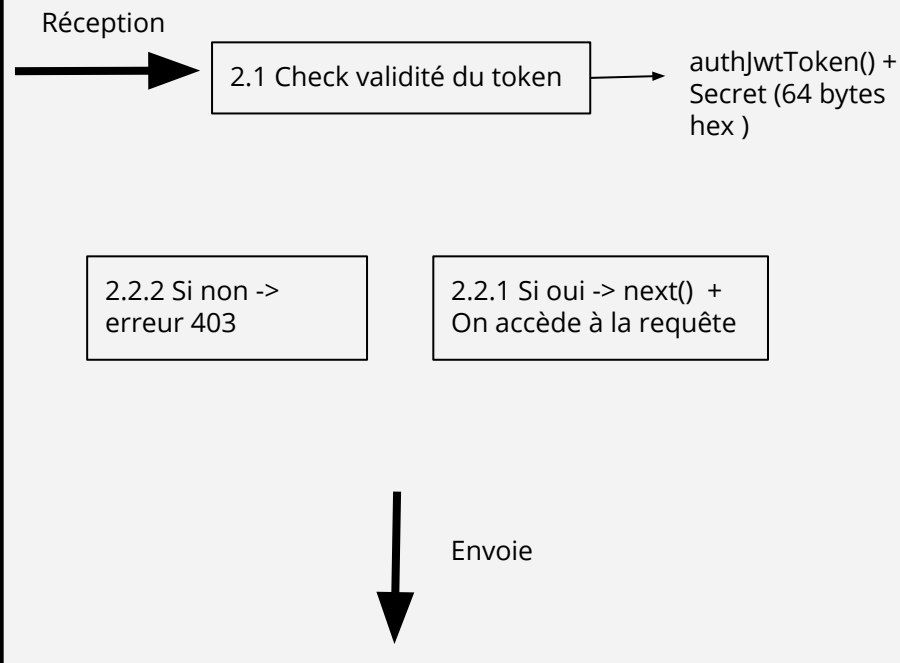 Réception
2.1 Check validité du token
authJwtToken() +
Secret (64 bytes
hex )
2.2.2 Si non ->
erreur 403
2.2.1 Si oui -> next()  +
On accède à la requête
Envoie